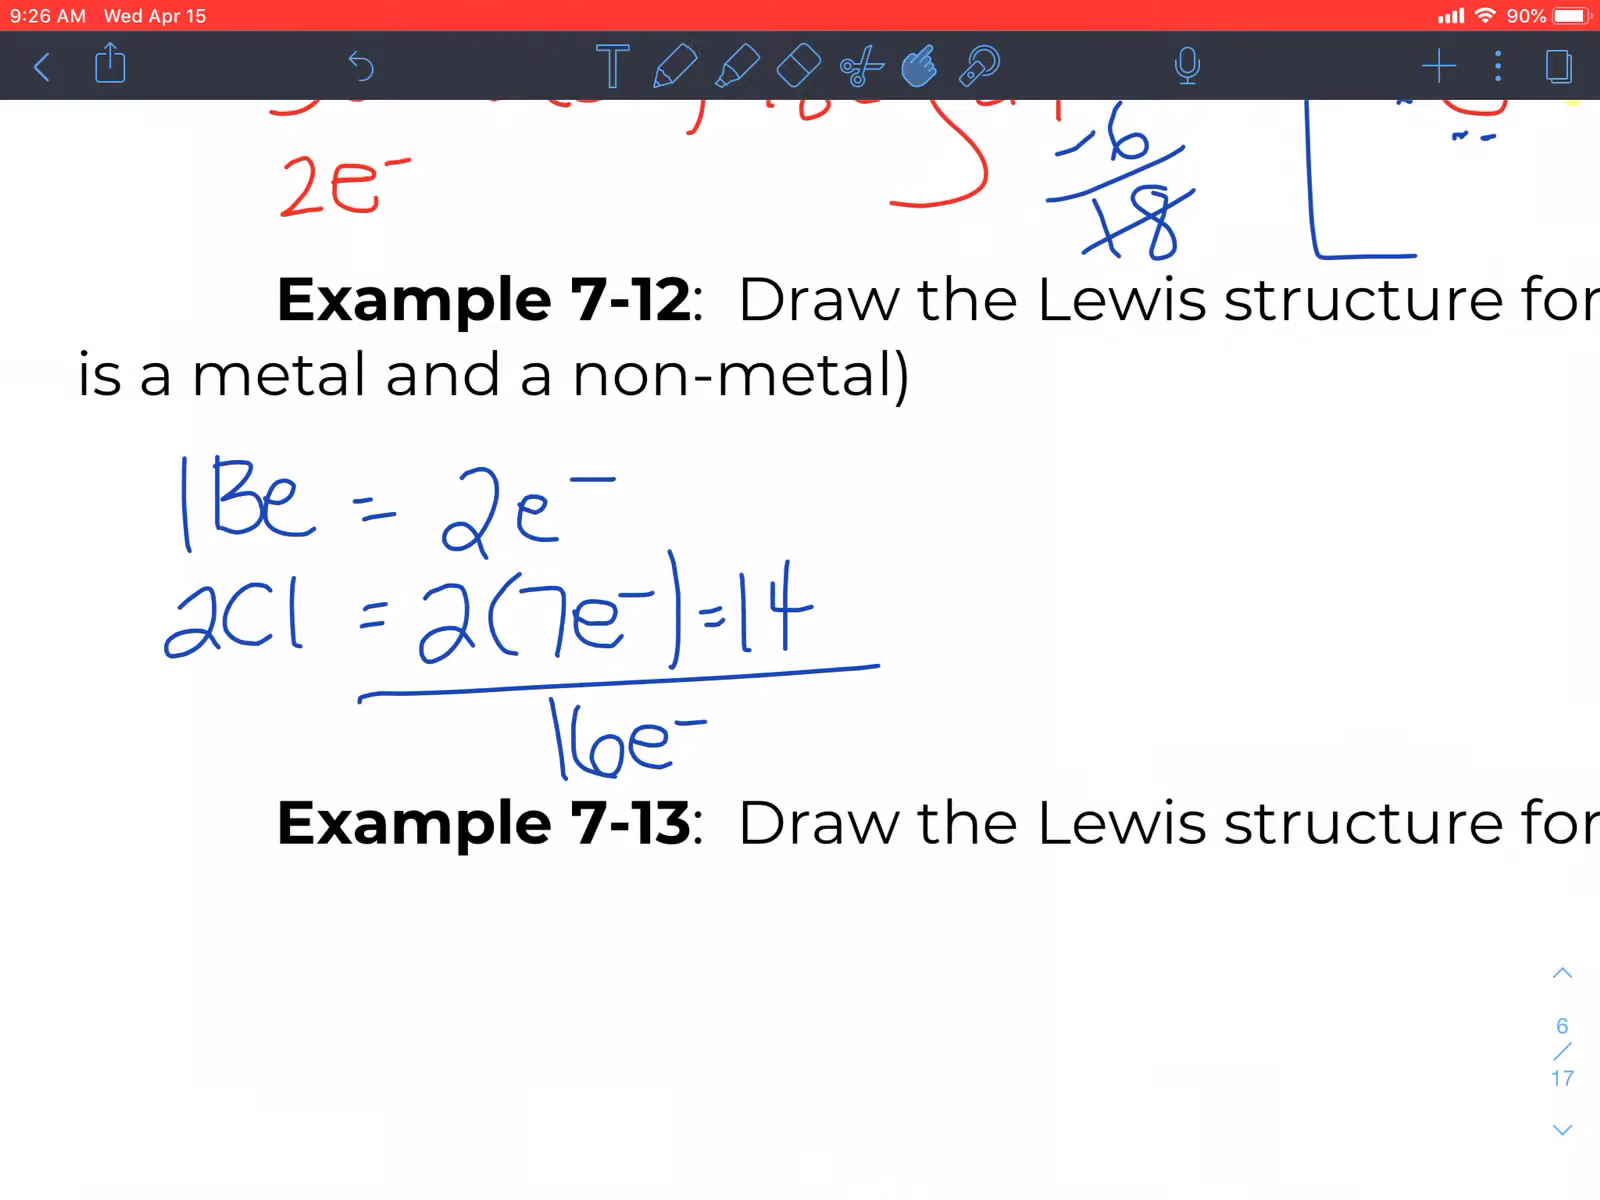 9:26 AM Wed Apr 15 90%
2e⁻
-6
18
Example 7-12: Draw the Lewis structure for
is a metal and a non-metal)
1Be = 2e⁻
2Cl = 2(7e⁻)=14
16e⁻
Example 7-13: Draw the Lewis structure for
6
/
17